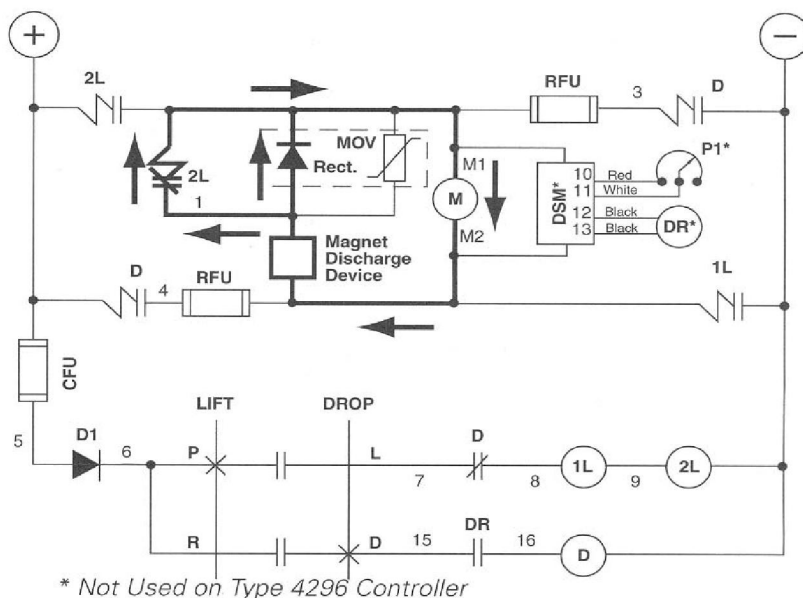 +
−
2L
RFU
3
D
MOV
P1*
Rect.
2L
1
M1
M
M2
DSM*
10
Red
11
White
12
Black
13
Black
DR*
Magnet
Discharge
Device
D
4
RFU
1L
CFU
LIFT
DROP
5
D1
6
P
L
7
D
8
1L
9
2L
R
D
15
DR
16
D
* Not Used on Type 4296 Controller